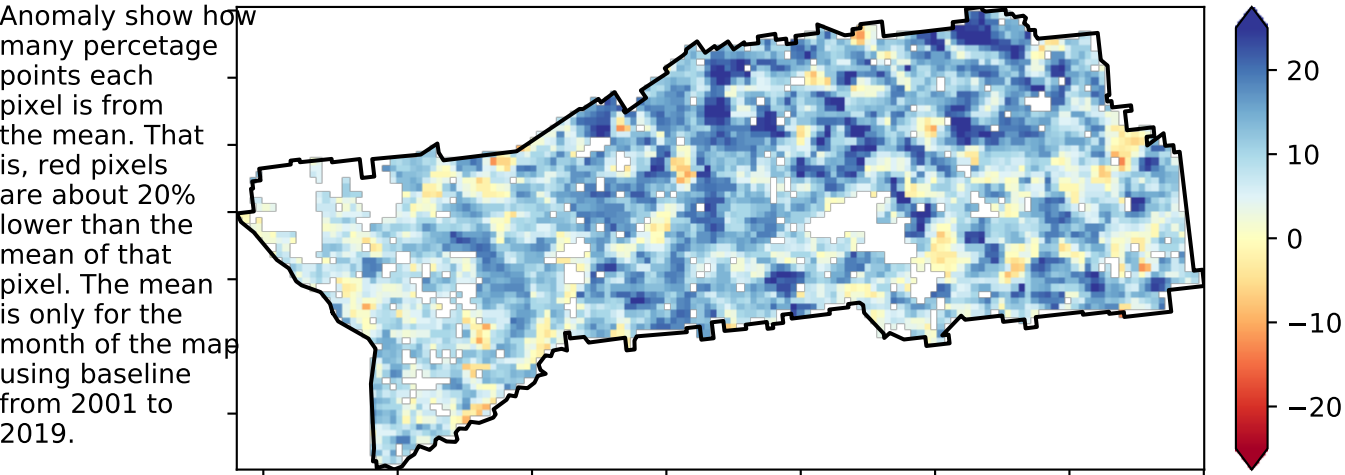 Anomaly show how
many percetage
points each
pixel is from
the mean. That
is, red pixels
are about 20%
lower than the
mean of that
pixel. The mean
is only for the
month of the map
using baseline
from 2001 to
2019.
20
10
0
−10
−20